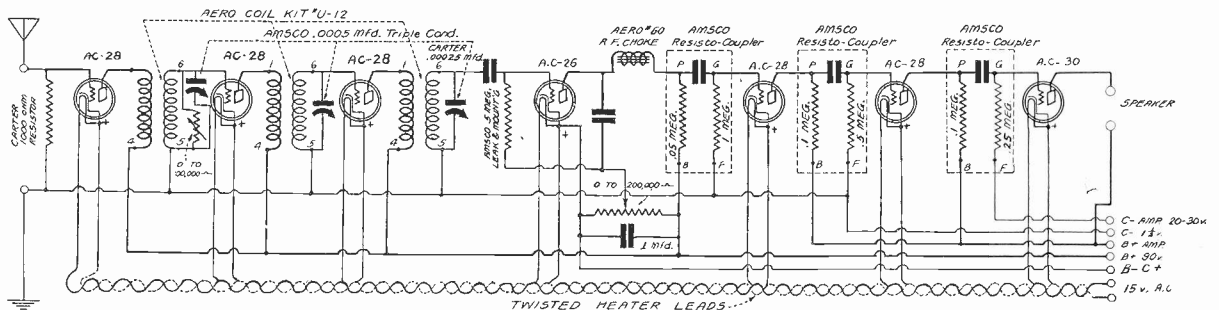 AERO COIL KIT #U-12
AMSCO .0005 Mfd. Triple Cond.
CARTER
.00025 mfd.
AERO #60
R.F. CHOKE
AMSCO
Resisto-Coupler
AMSCO
Resisto-Coupler
AMSCO
Resisto-Coupler
AC-28
AC-28
AC-28
A.C-26
A.C-28
AC-28
A.C-30
6
1
6
1
6
P
G
P
G
P
G
4
5
4
5
4
5
CARTER
1000 OHM
RESISTOR
0 TO
100,000~
AMSCO 5 MEG.
LEAK & MOUNT'G
.05 MEG.
1 MEG.
.1 MEG.
.5 MEG.
.1 MEG.
.25 MEG.
B
F
B
F
B
F
+
+
+
+
+
+
+
SPEAKER
0 TO 200,000~
1 mfd.
C- AMP. 20-30v.
C- 1½v.
B+ AMP.
B+ 90v.
B-C+
15 v. A.C
TWISTED HEATER LEADS